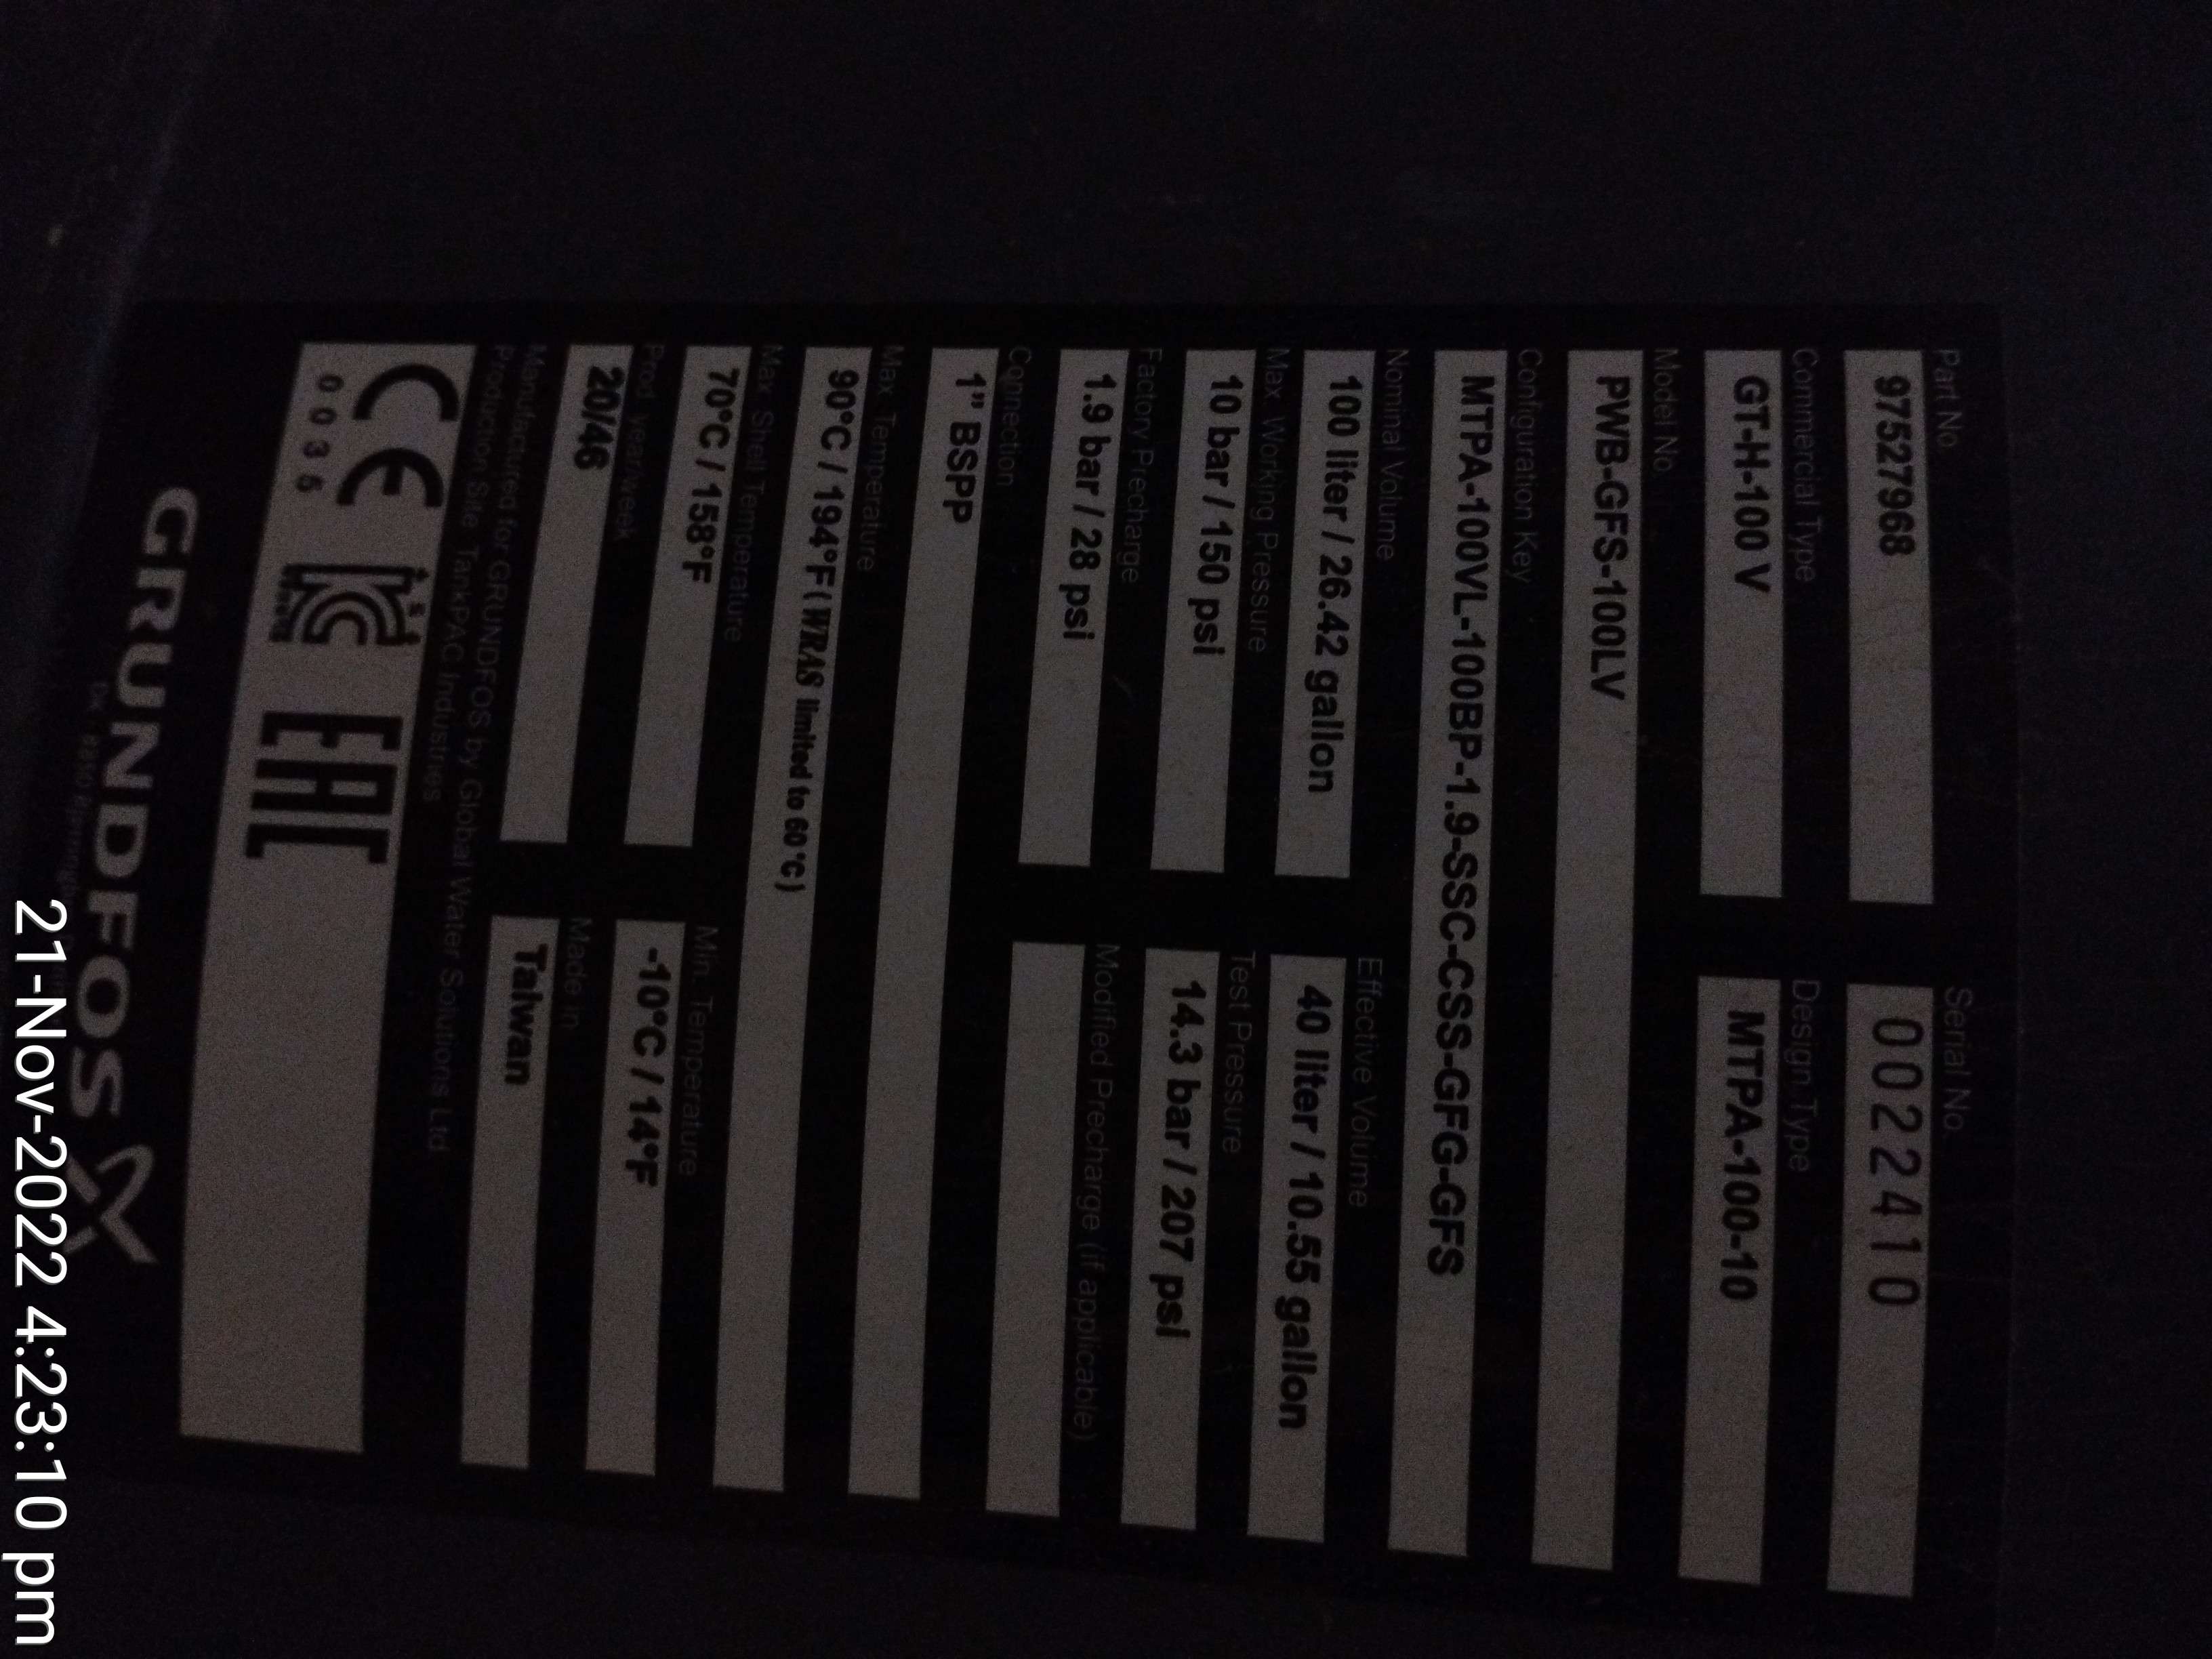 Part No. Serial No.
97527968 00022410
Commercial Type Design Type
GT-H-100 V MTPA-100-10
Model No.
PWB-GFS-100LV
Configuration Key
MTPA-100VL-100BP-1.9-SSC-CSS-GFG-GFS
Nominal Volume Effective Volume
100 liter / 26.42 gallon 40 liter / 10.55 gallon
Max. Working Pressure Test Pressure
10 bar / 150 psi 14.3 bar / 207 psi
Factory Precharge Modified Precharge (if applicable)
1.9 bar / 28 psi
Connection
1" BSPP
Max. Temperature
90°C / 194°F(WRAS limited to 60°C)
Max. Shell Temperature Min. Temperature
70°C / 158°F -10°C / 14°F
Prod. year/week Made in
20/46 Taiwan
Manufactured for GRUNDFOS by Global Water Solutions Ltd
Production Site: TankPAC Industries
CE EAC
0036
GRUNDFOS
21-Nov-2022 4:23:10 pm